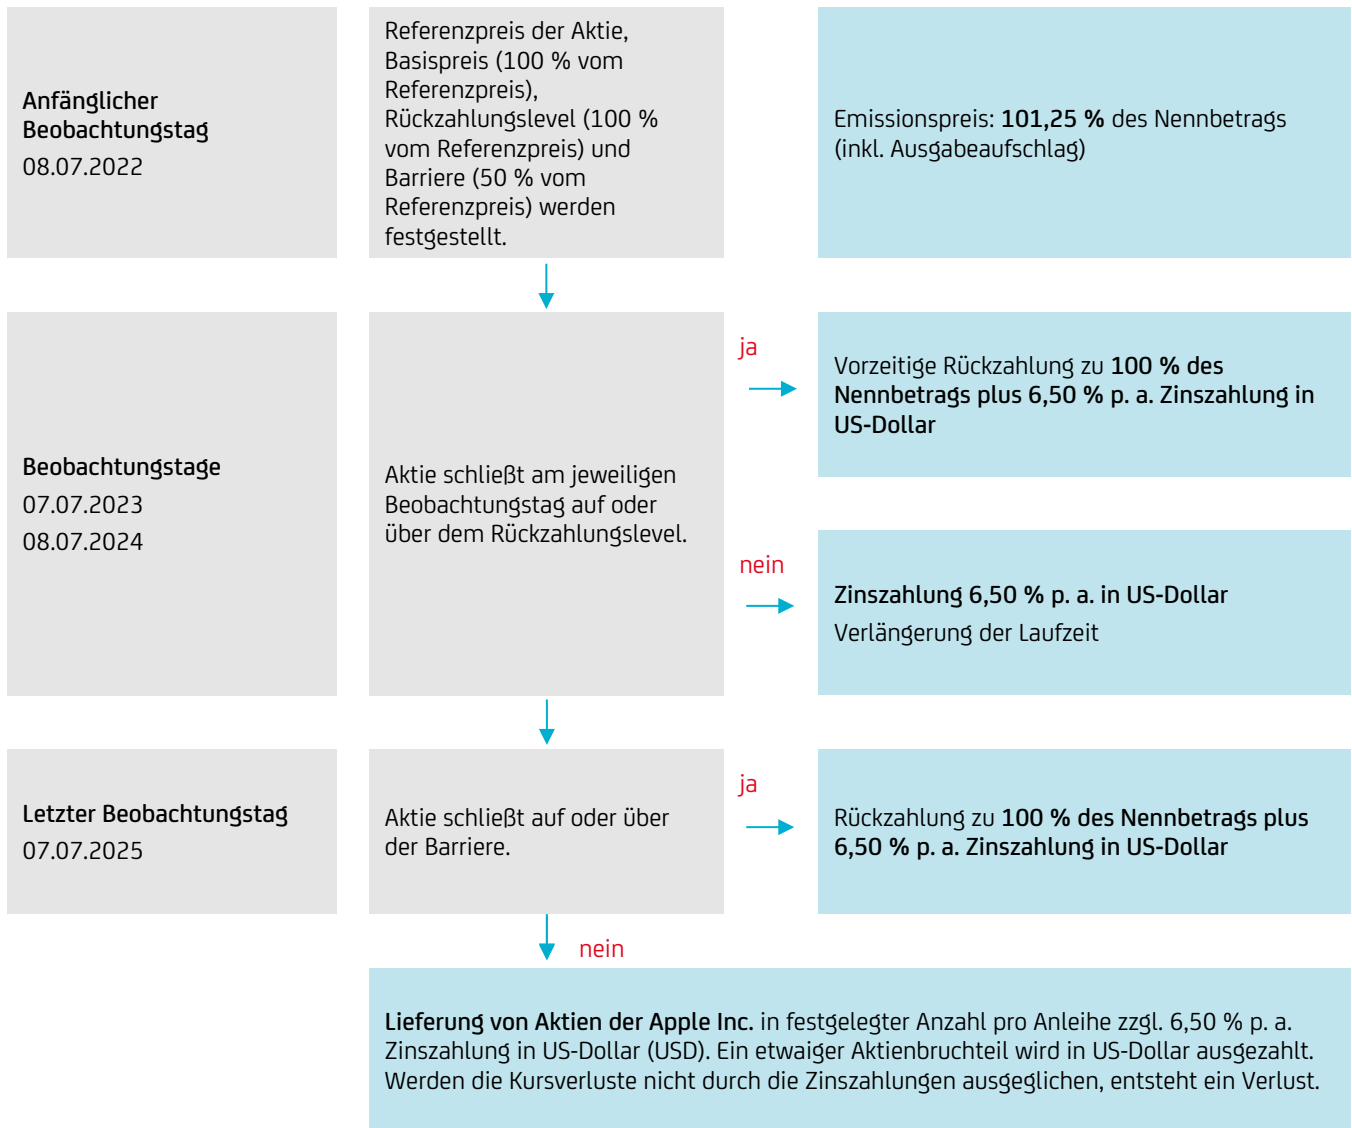 Anfänglicher
Beobachtungstag
08.07.2022
Referenzpreis der Aktie,
Basispreis (100 % vom
Referenzpreis),
Rückzahlungslevel (100 %
vom Referenzpreis) und
Barriere (50 % vom
Referenzpreis) werden
festgestellt.
Emissionspreis: 101,25 % des Nennbetrags
(inkl. Ausgabeaufschlag)
Beobachtungstage
07.07.2023
08.07.2024
Aktie schließt am jeweiligen
Beobachtungstag auf oder
über dem Rückzahlungslevel.
ja
Vorzeitige Rückzahlung zu 100 % des
Nennbetrags plus 6,50 % p. a. Zinszahlung in
US-Dollar
nein
Zinszahlung 6,50 % p. a. in US-Dollar
Verlängerung der Laufzeit
Letzter Beobachtungstag
07.07.2025
Aktie schließt auf oder über
der Barriere.
ja
Rückzahlung zu 100 % des Nennbetrags plus
6,50 % p. a. Zinszahlung in US-Dollar
nein
Lieferung von Aktien der Apple Inc. in festgelegter Anzahl pro Anleihe zzgl. 6,50 % p. a.
Zinszahlung in US-Dollar (USD). Ein etwaiger Aktienbruchteil wird in US-Dollar ausgezahlt.
Werden die Kursverluste nicht durch die Zinszahlungen ausgeglichen, entsteht ein Verlust.